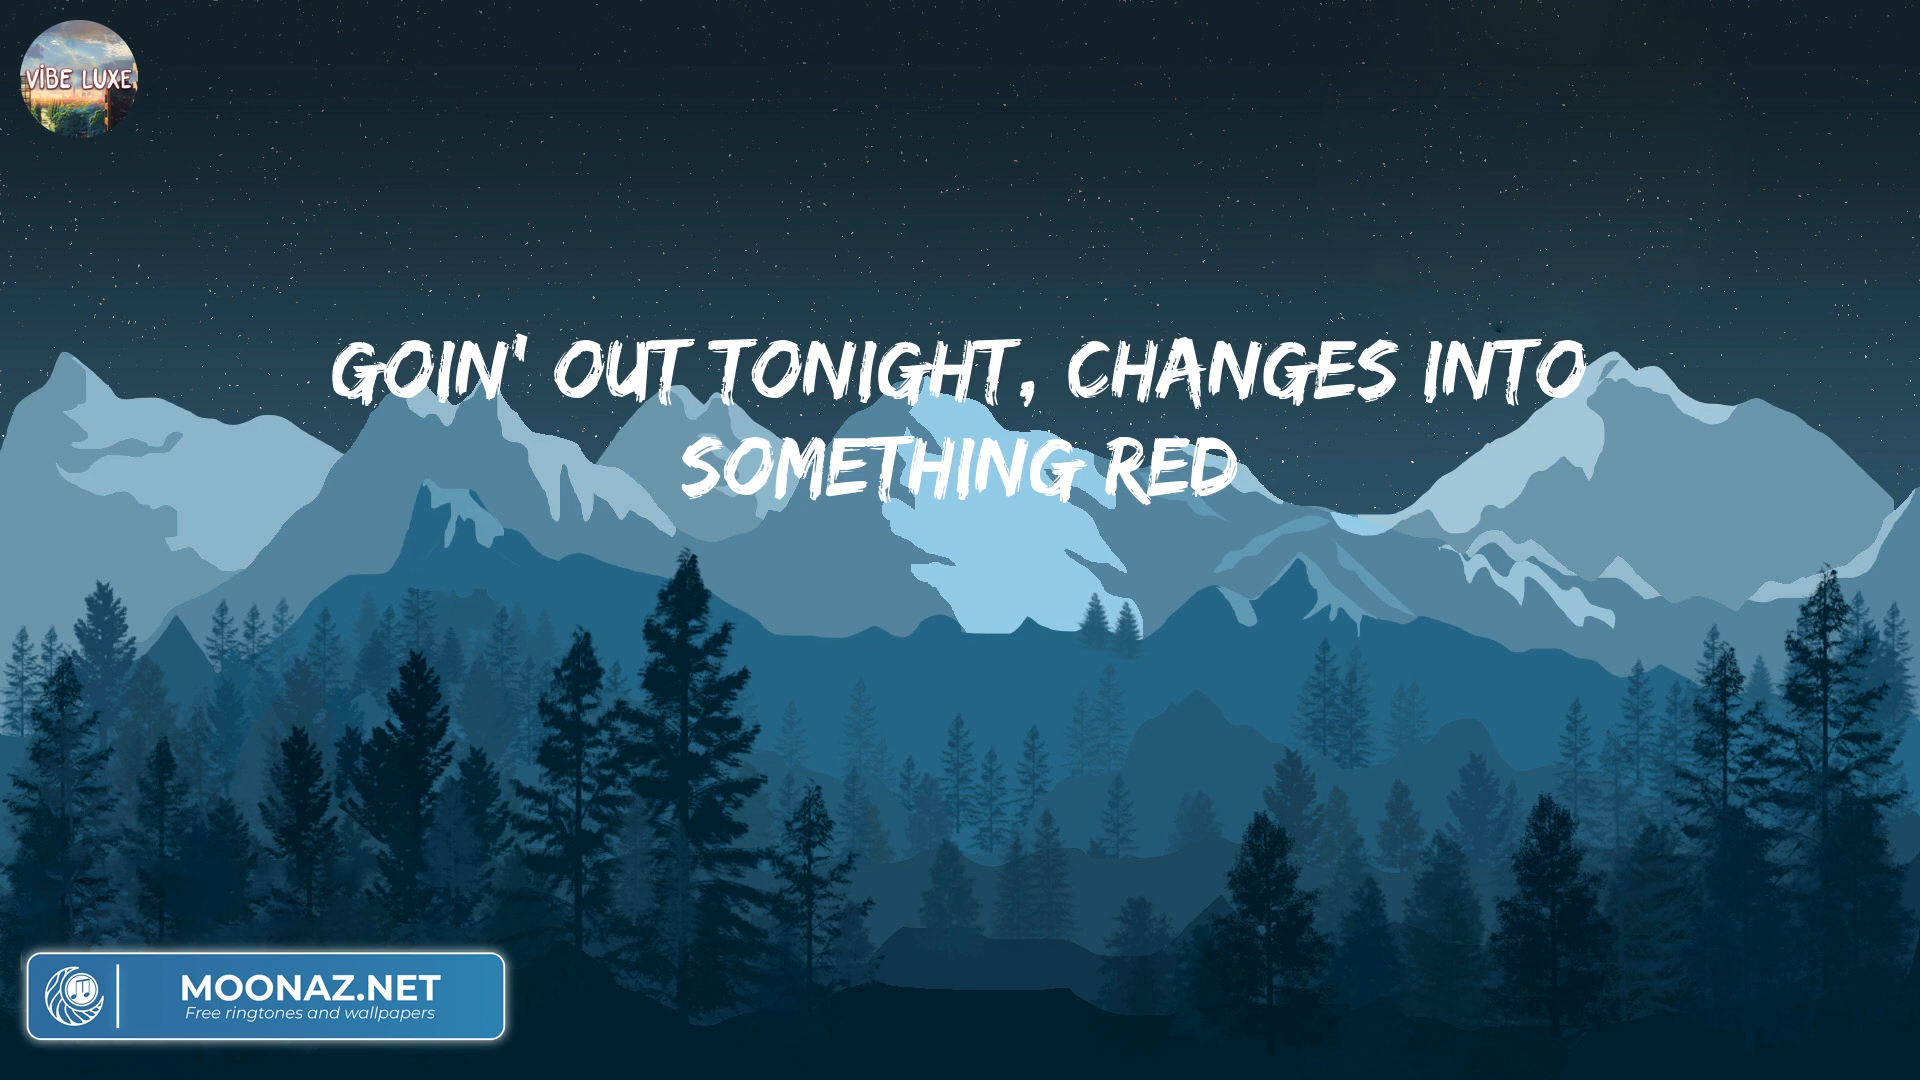 VIBE LUXE
GOIN' OUT TONIGHT, CHANGES INTO
SOMETHING RED
MOONAZ.NET
Free ringtones and wallpapers